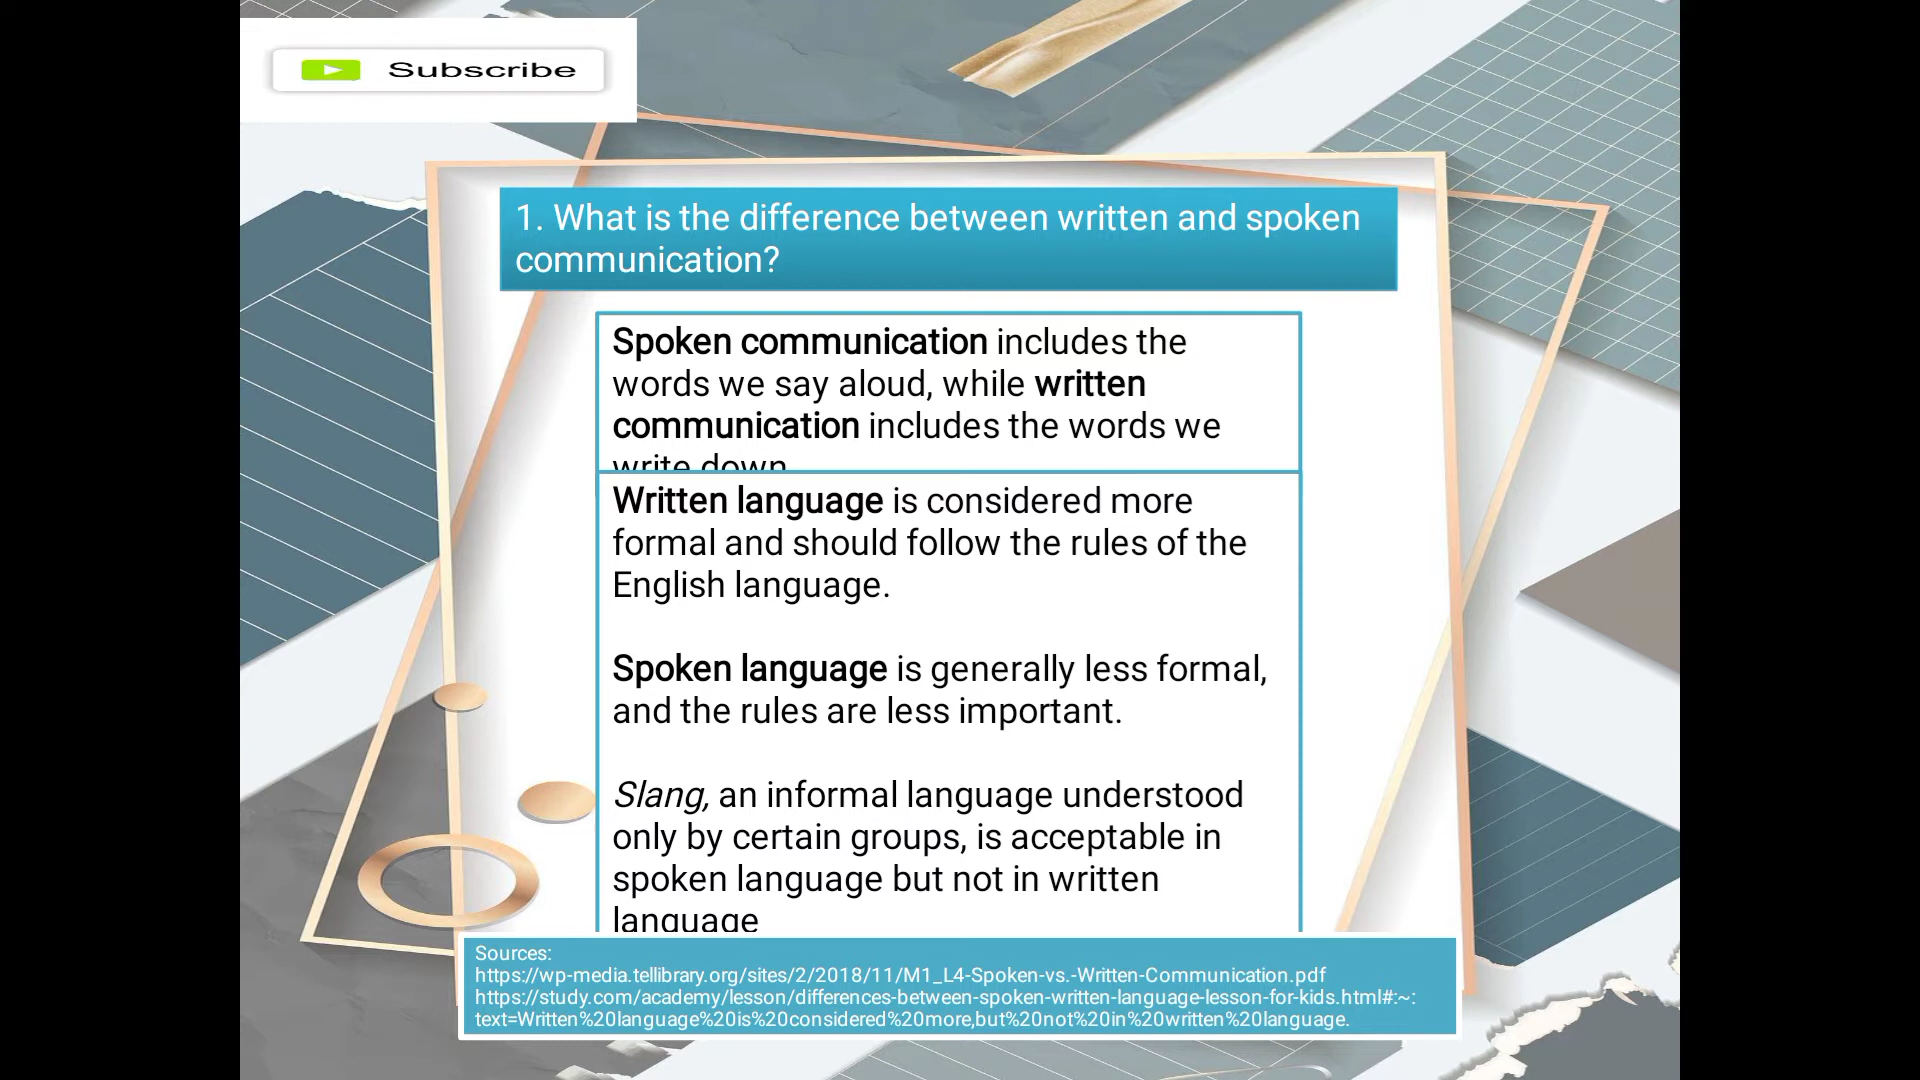 Subscribe
1. What is the difference between written and spoken
communication?
Spoken communication includes the
words we say aloud, while written
communication includes the words we
write down
Written language is considered more
formal and should follow the rules of the
English language.
Spoken language is generally less formal,
and the rules are less important.
Slang, an informal language understood
only by certain groups, is acceptable in
spoken language but not in written
language
Sources:
https://wp-media.tellibrary.org/sites/2/2018/11/M1_L4-Spoken-vs.-Written-Communication.pdf
https://study.com/academy/lesson/differences-between-spoken-written-language-lesson-for-kids.html#:~:
text=Written%20language%20is%20considered%20more,but%20not%20in%20written%20language.